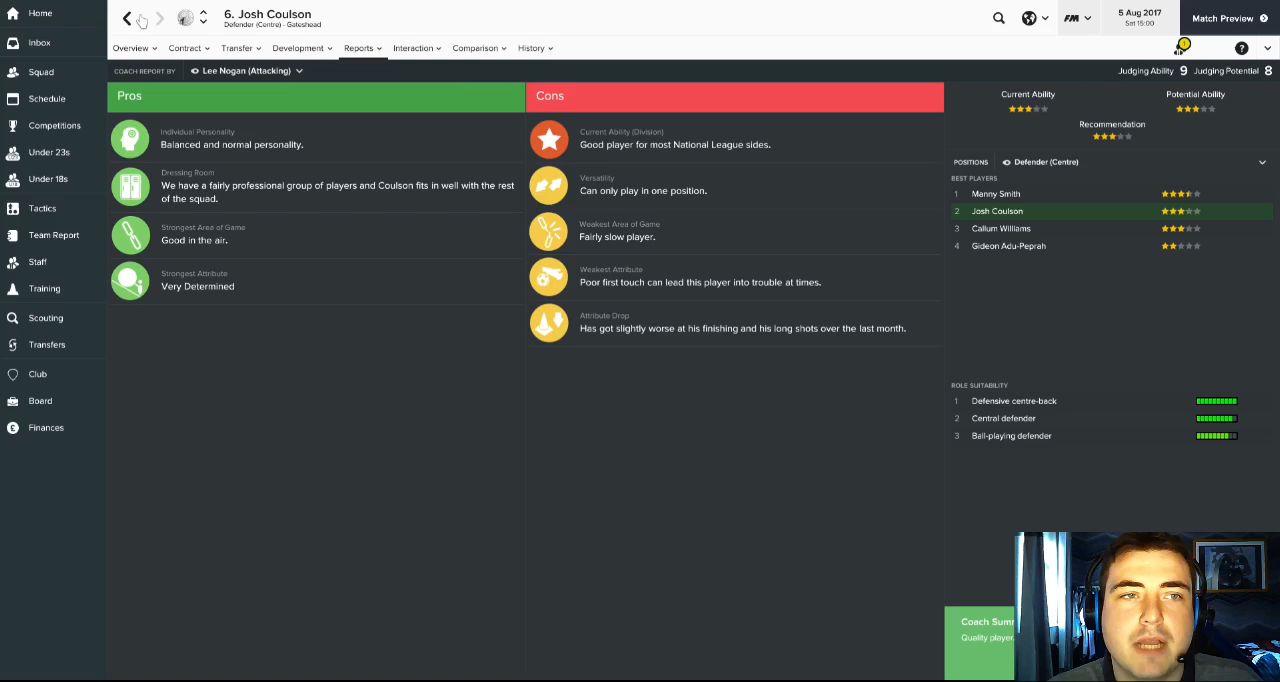 Home
Inbox
Squad
Schedule
Competitions
Under 23s
Under 18s
Tactics
Team Report
Staff
Training
Scouting
Transfers
Club
Board
Finances
6. Josh Coulson
Defender (Centre) - Gateshead
FM
5 Aug 2017
Sat 15:00
Match Preview
Overview
Contract
Transfer
Development
Reports
Interaction
Comparison
History
1
?
COACH REPORT BY
Lee Nogan (Attacking)
Judging Ability 9 Judging Potential 8
Pros
Individual Personality
Balanced and normal personality.
Dressing Room
We have a fairly professional group of players and Coulson fits in well with the rest
of the squad.
Strongest Area of Game
Good in the air.
Strongest Attribute
Very Determined
Cons
Current Ability (Division)
Good player for most National League sides.
Versatility
Can only play in one position.
Weakest Area of Game
Fairly slow player.
Weakest Attribute
Poor first touch can lead this player into trouble at times.
Attribute Drop
Has got slightly worse at his finishing and his long shots over the last month.
Current Ability
Potential Ability
Recommendation
POSITIONS
Defender (Centre)
BEST PLAYERS
1 Manny Smith
2 Josh Coulson
3 Callum Williams
4 Gideon Adu-Peprah
ROLE SUITABILITY
1 Defensive centre-back
2 Central defender
3 Ball-playing defender
Coach Summ
Quality player